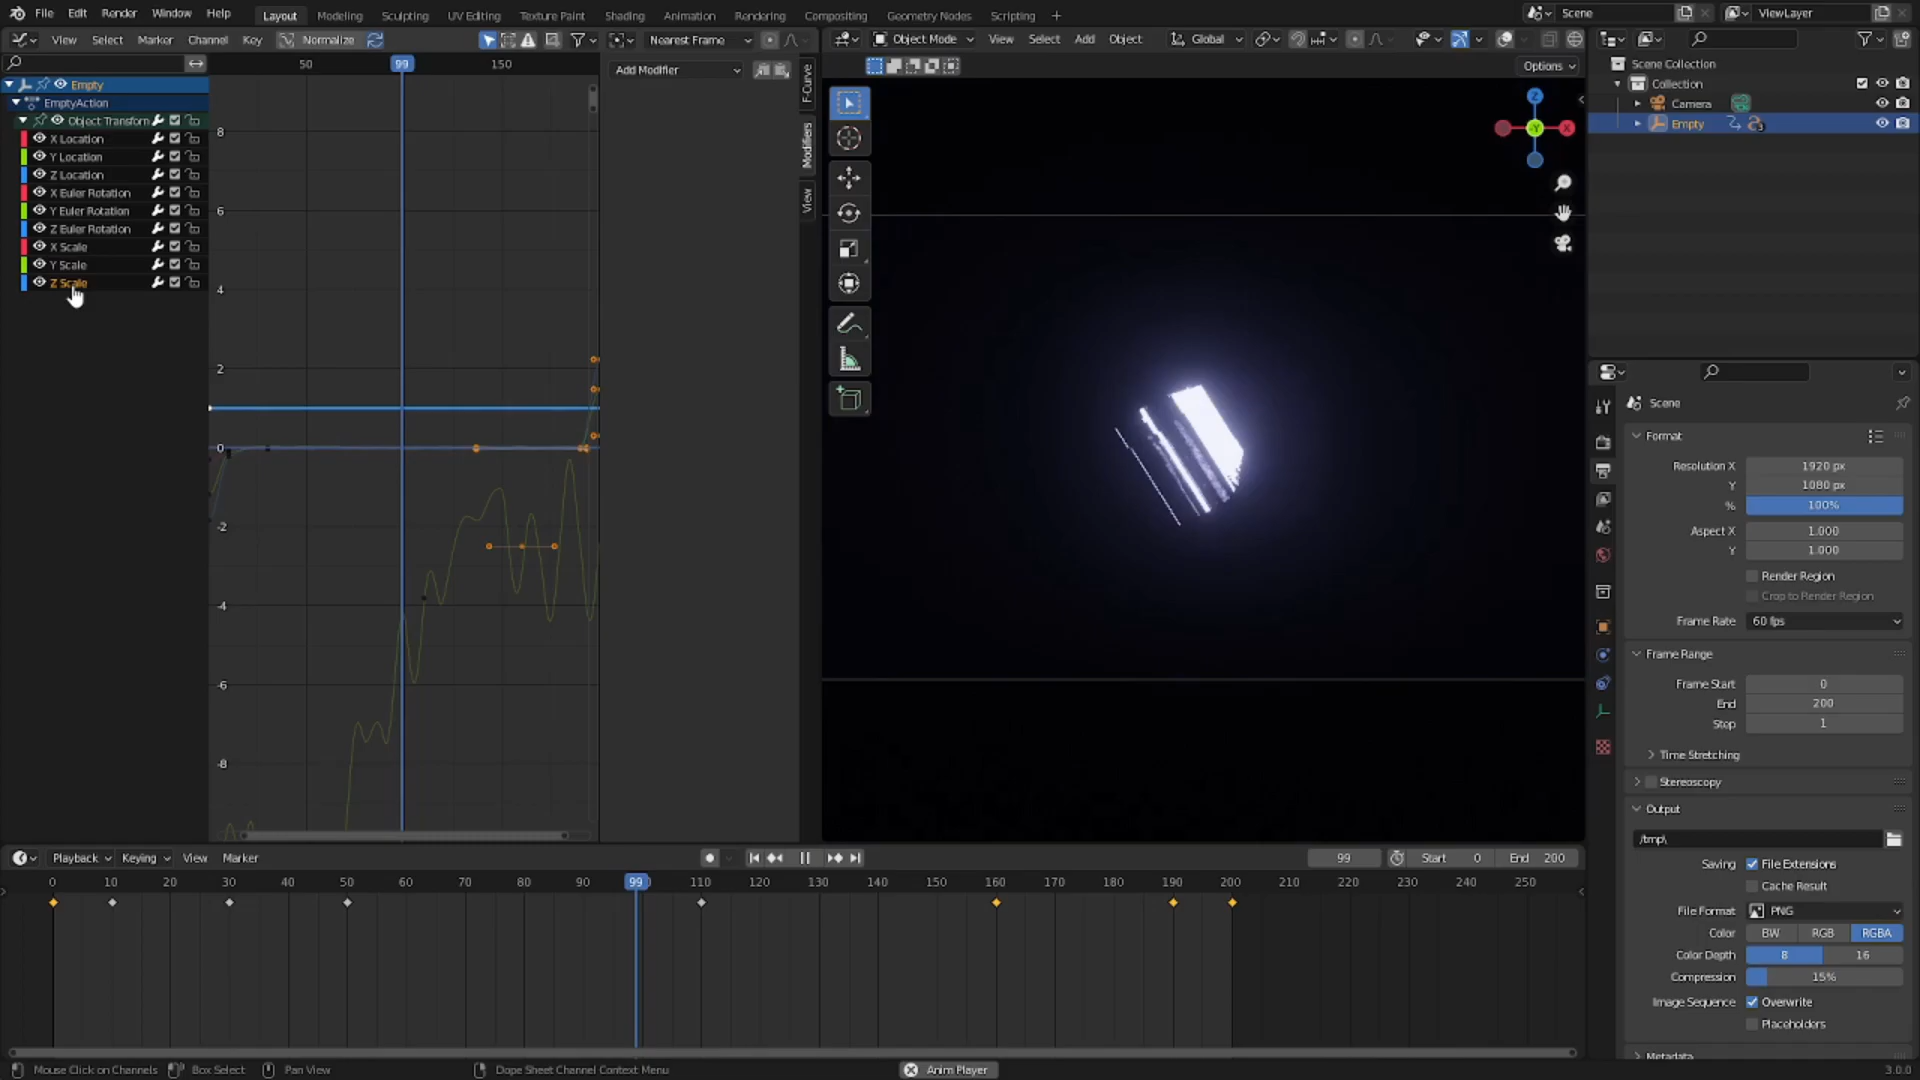 File Edit Render Window Help
Layout Modeling Sculpting UV Editing Texture Paint Shading Animation Rendering Compositing Geometry Nodes Scripting +
Scene
ViewLayer
View Select Marker Channel Key Normalize
Nearest Frame
Object Mode View Select Add Object Global
Options
50 99 150
Add Modifier
F-Curve
Modifiers
View
Empty
EmptyAction
Object Transform
X Location
Y Location
Z Location
X Euler Rotation
Y Euler Rotation
Z Euler Rotation
X Scale
Y Scale
Z Scale
8
6
4
2
0
-2
-4
-6
-8
Z
X
-Y
Scene Collection
Collection
Camera
Empty
Scene
Format
Resolution X 1920 px
Y 1080 px
% 100%
Aspect X 1.000
Y 1.000
Render Region
Crop to Render Region
Frame Rate 60 fps
Frame Range
Frame Start 0
End 200
Step 1
Time Stretching
Stereoscopy
Output
/tmp\
Saving File Extensions
Cache Result
File Format PNG
Color BW RGB RGBA
Color Depth 8 16
Compression 15%
Image Sequence Overwrite
Placeholders
Metadata
Playback Keying View Marker
99 Start 0 End 200
0 10 20 30 40 50 60 70 80 90 99 110 120 130 140 150 160 170 180 190 200 210 220 230 240 250
Mouse Click on Channels Box Select Pan View Dope Sheet Channel Context Menu Anim Player 3.0.0